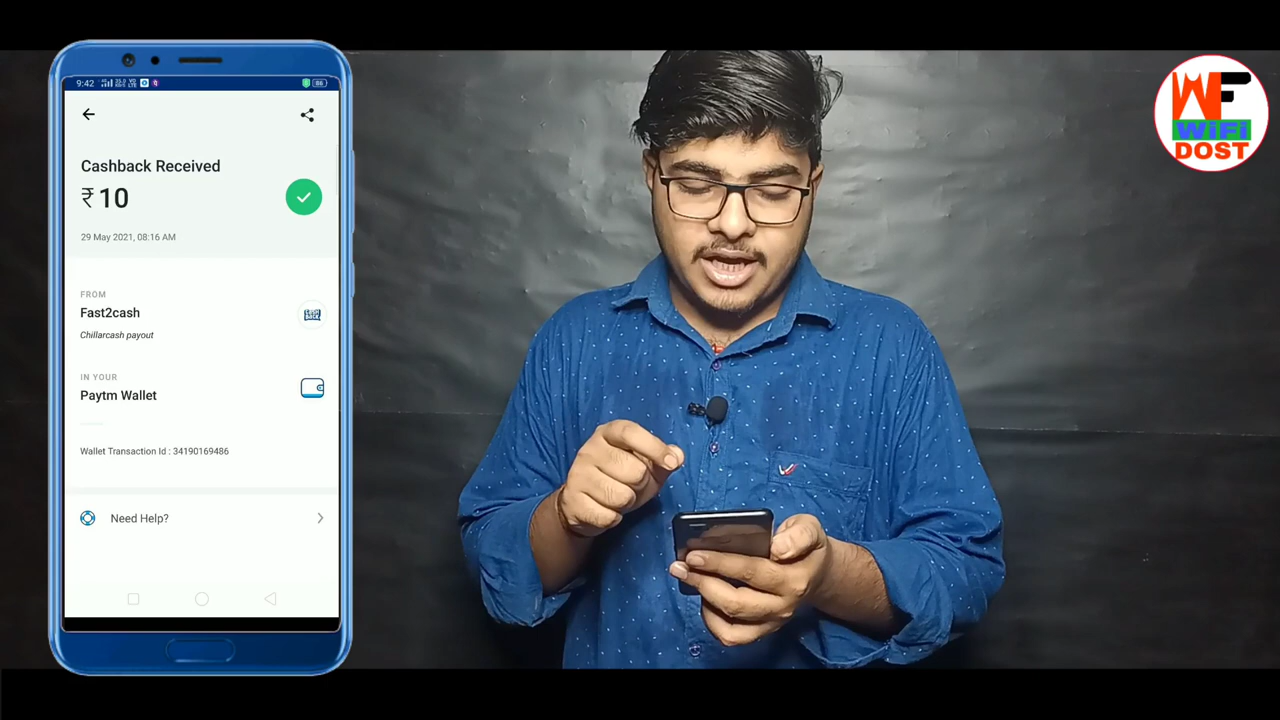 9:42
Cashback Received
₹10
29 May 2021, 08:16 AM
FROM
Fast2cash
Chillarcash payout
IN YOUR
Paytm Wallet
Wallet Transaction Id : 34190169486
Need Help?
WF
WiFi
DOST